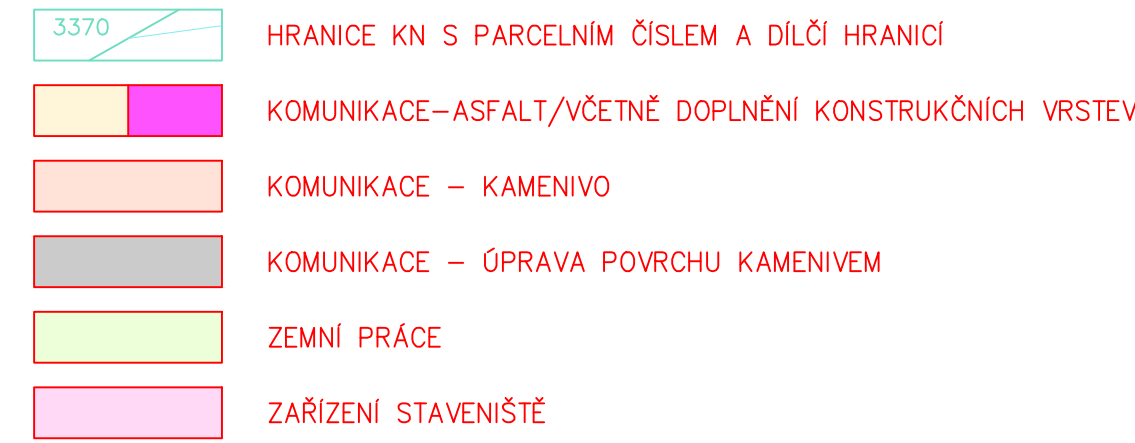 3370 HRANICE KN S PARCELNÍM ČÍSLEM A DÍLČÍ HRANICÍ
KOMUNIKACE-ASFALT/VČETNĚ DOPLNĚNÍ KONSTRUKČNÍCH VRSTEV
KOMUNIKACE - KAMENIVO
KOMUNIKACE - ÚPRAVA POVRCHU KAMENIVEM
ZEMNÍ PRÁCE
ZAŘÍZENÍ STAVENIŠTĚ